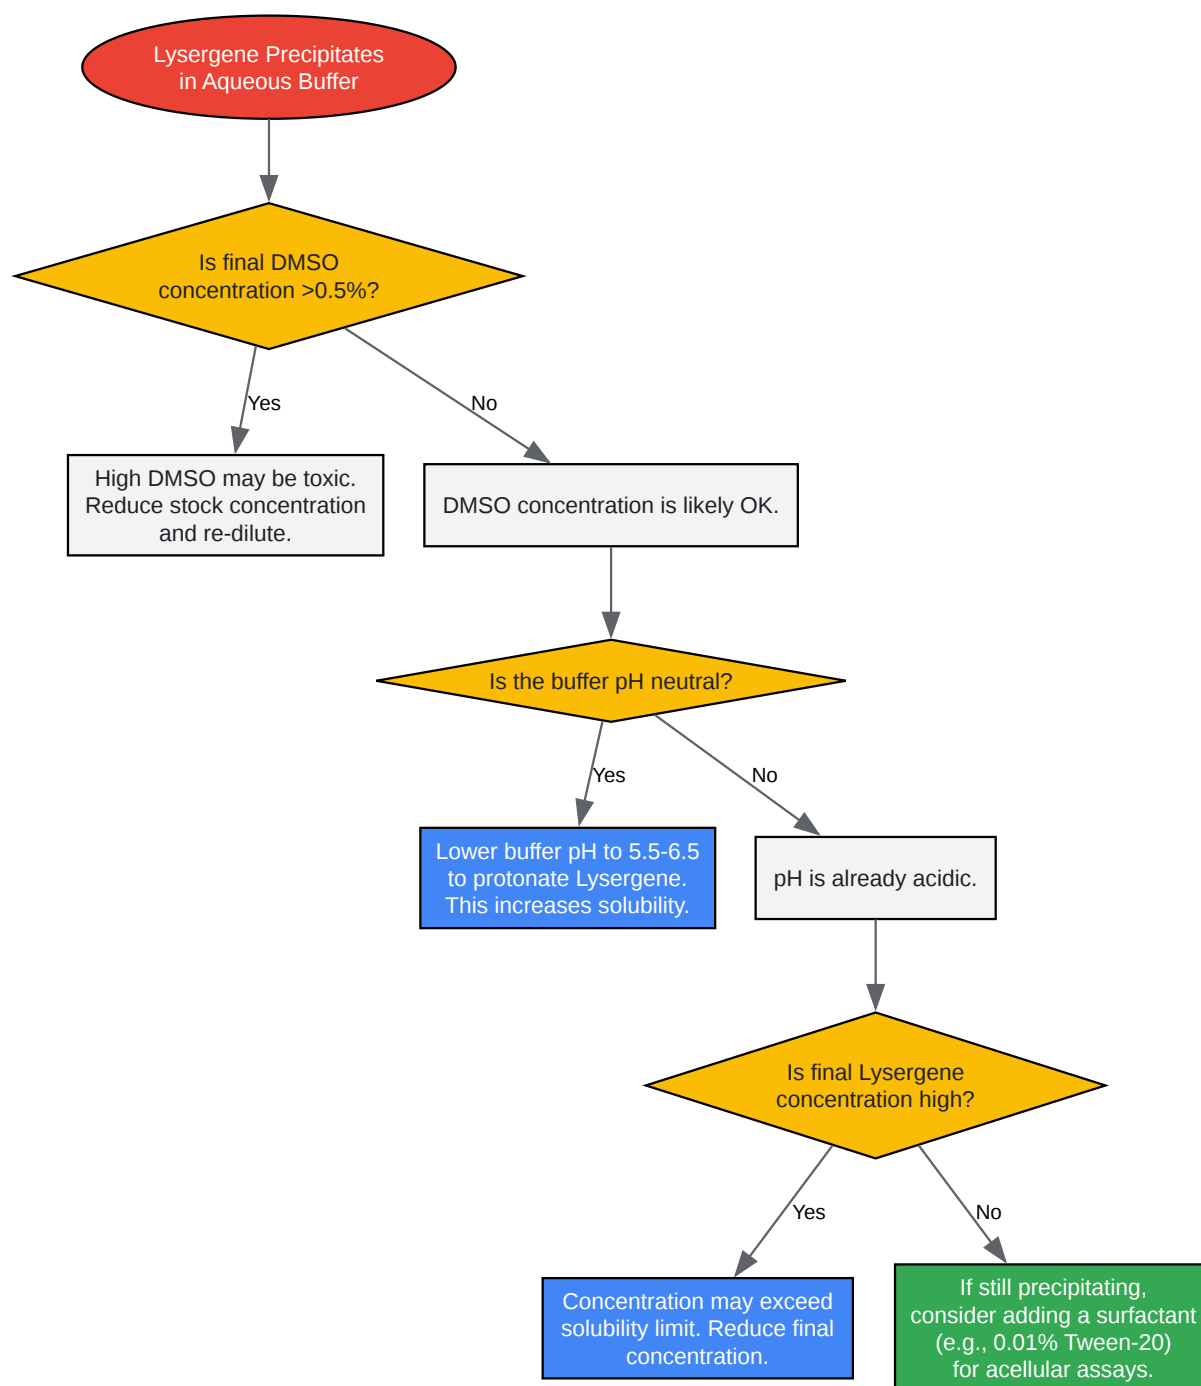 Lysergene Precipitates
in Aqueous Buffer
Is final DMSO
concentration >0.5%?
Yes
No
High DMSO may be toxic.
Reduce stock concentration
and re-dilute.
DMSO concentration is likely OK.
Is the buffer pH neutral?
Yes
No
Lower buffer pH to 5.5-6.5
to protonate Lysergene.
This increases solubility.
pH is already acidic.
Is final Lysergene
concentration high?
Yes
No
Concentration may exceed
solubility limit. Reduce final
concentration.
If still precipitating,
consider adding a surfactant
(e.g., 0.01% Tween-20)
for acellular assays.